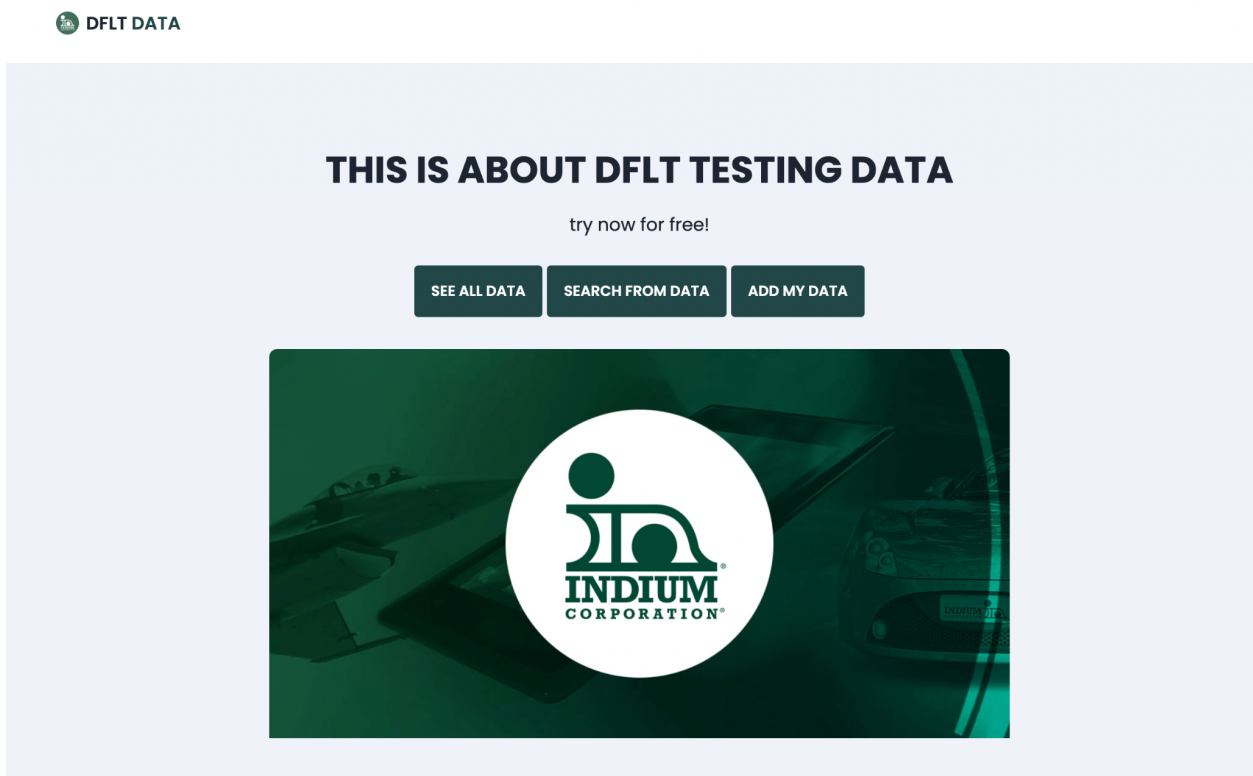 DFLT DATA
THIS IS ABOUT DFLT TESTING DATA
try now for free!
SEE ALL DATA
SEARCH FROM DATA
ADD MY DATA
INDIUM
CORPORATION®
INDIUM